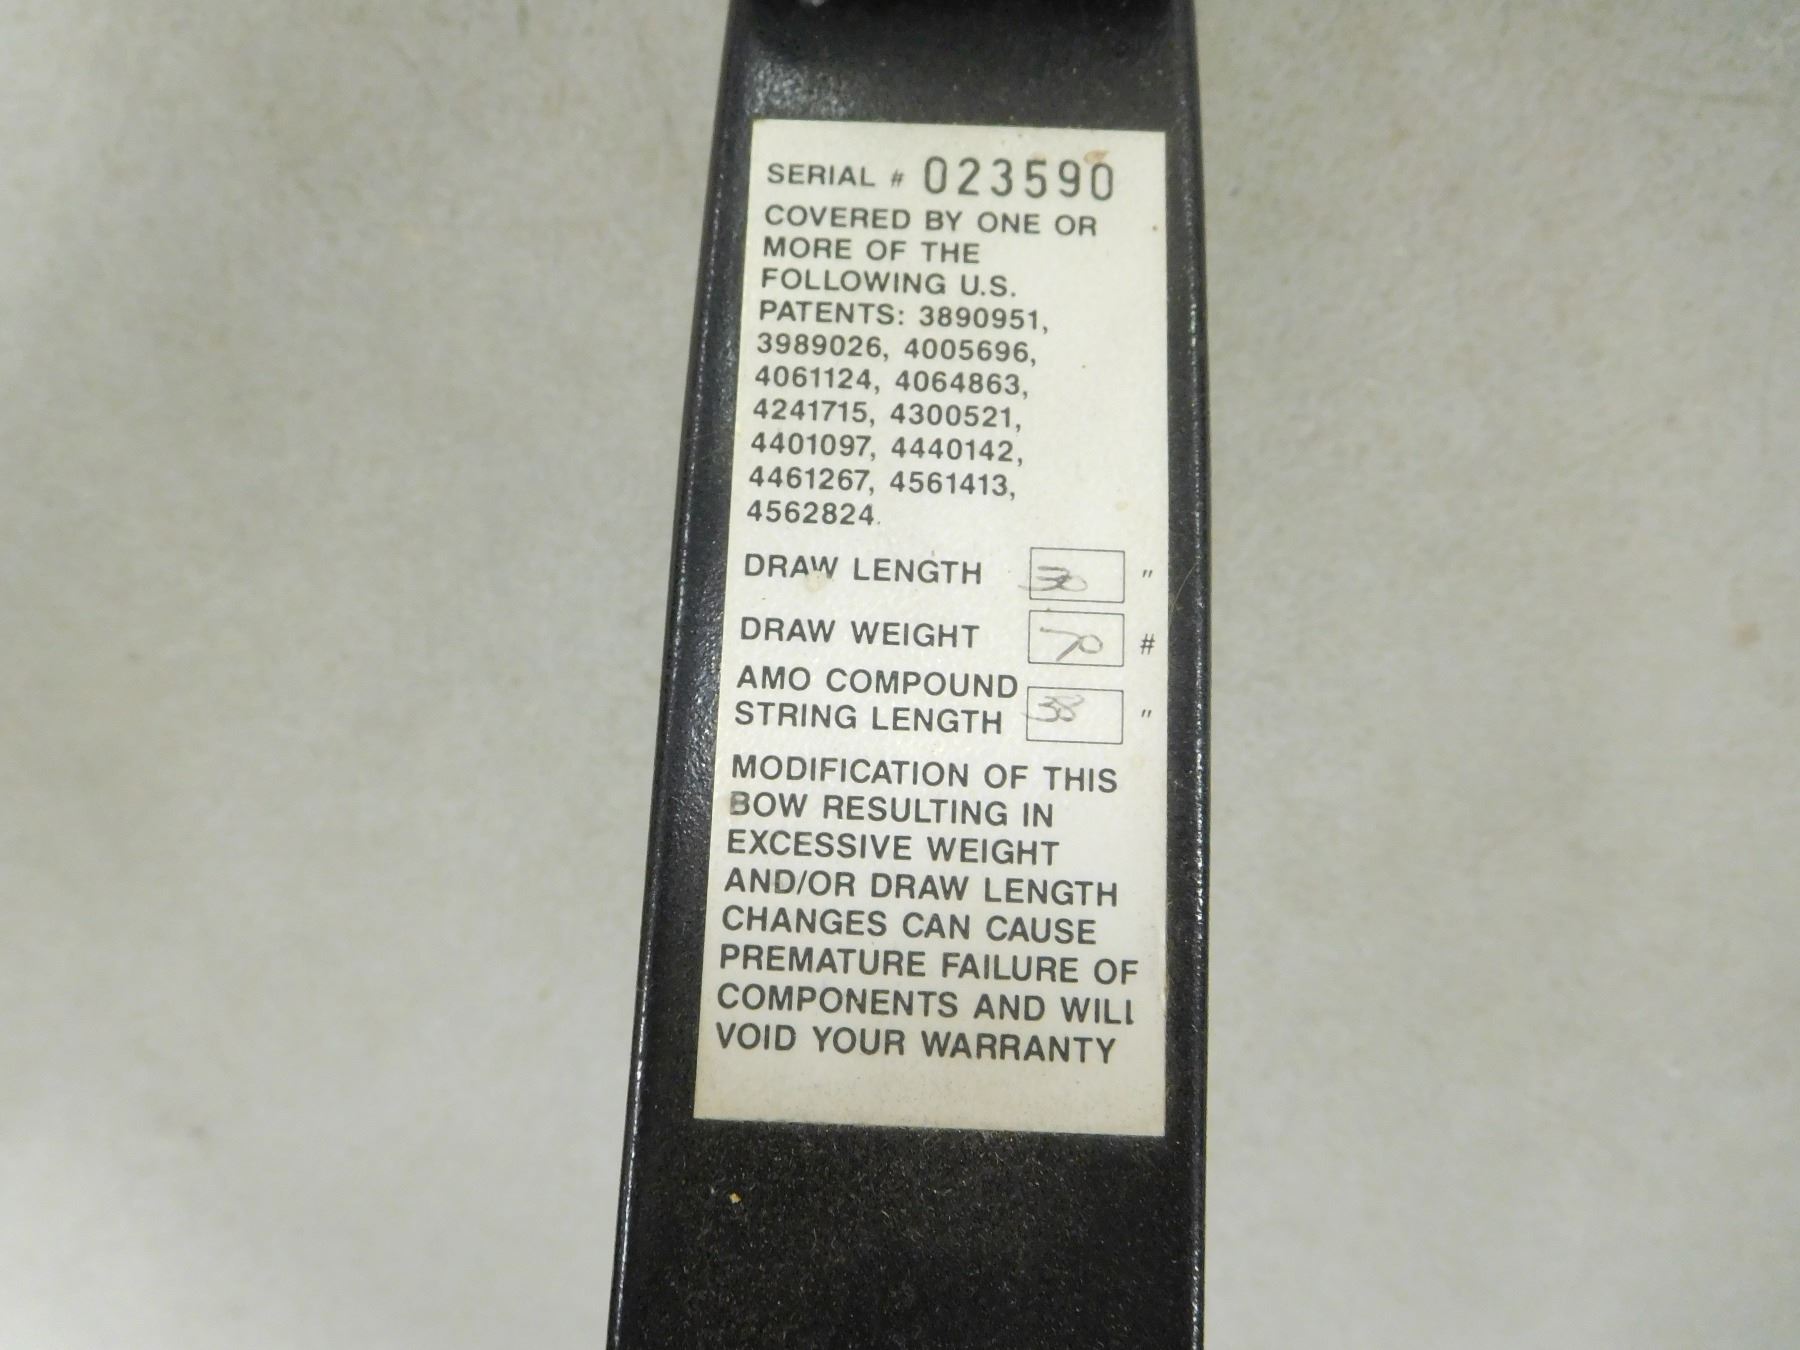 SERIAL # 023590
COVERED BY ONE OR
MORE OF THE
FOLLOWING U.S.
PATENTS: 3890951,
3989026, 4005696,
4061124, 4064863,
4241715, 4300521,
4401097, 4440142,
4461267, 4561413,
4562824.
DRAW LENGTH 30 "
DRAW WEIGHT 70 #
AMO COMPOUND
STRING LENGTH 38 "
MODIFICATION OF THIS
BOW RESULTING IN
EXCESSIVE WEIGHT
AND/OR DRAW LENGTH
CHANGES CAN CAUSE
PREMATURE FAILURE OF
COMPONENTS AND WILL
VOID YOUR WARRANTY